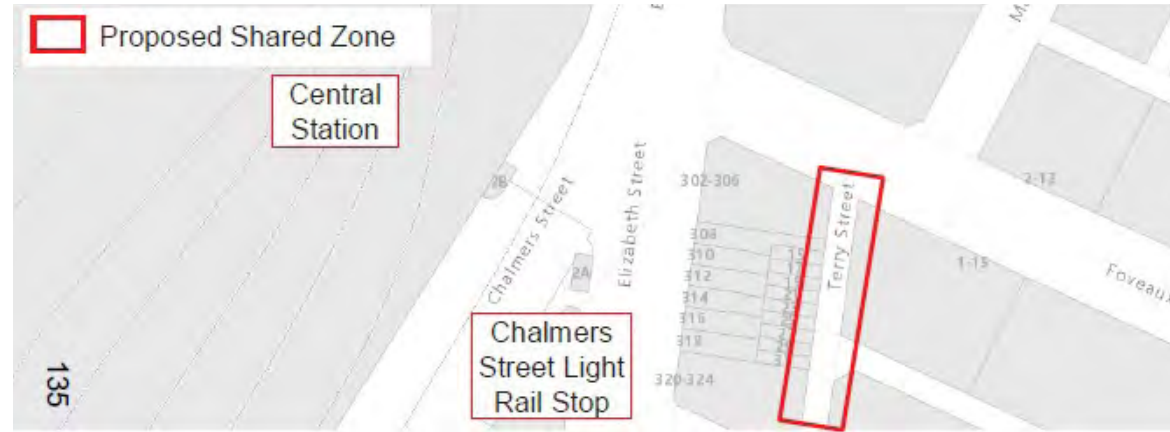 Proposed Shared Zone
Central
Station
302-306
2-13
2B
Chalmers Street
Elizabeth Street
Terry Street
308
310
312
314
316
318
320-324
1-15
Foveaux
2A
Chalmers
Street Light
Rail Stop
135